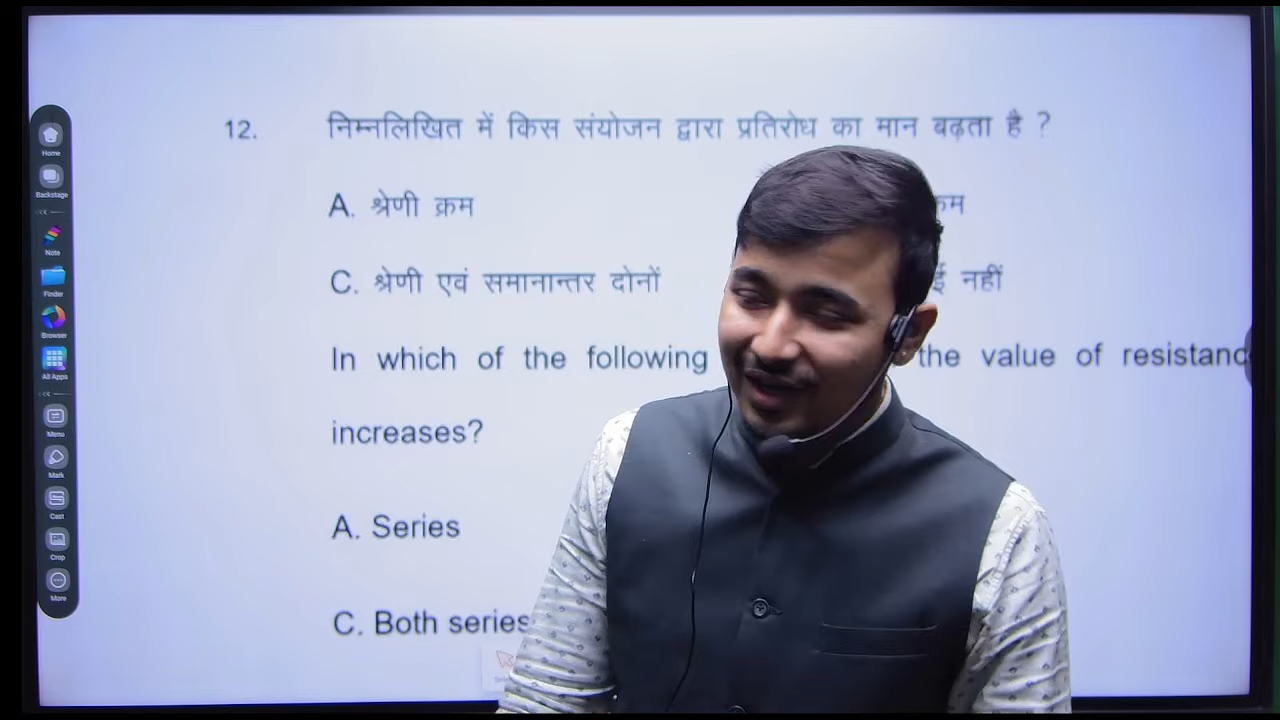 12. निम्नलिखित में किस संयोजन द्वारा प्रतिरोध का मान बढ़ता है ?
A. श्रेणी क्रम
C. श्रेणी एवं समानान्तर दोनों नहीं
In which of the following the value of resistanc
increases?
A. Series
C. Both series
Home
Backstage
Note
Finder
Browser
All Apps
Menu
Mark
Cast
Crop
More